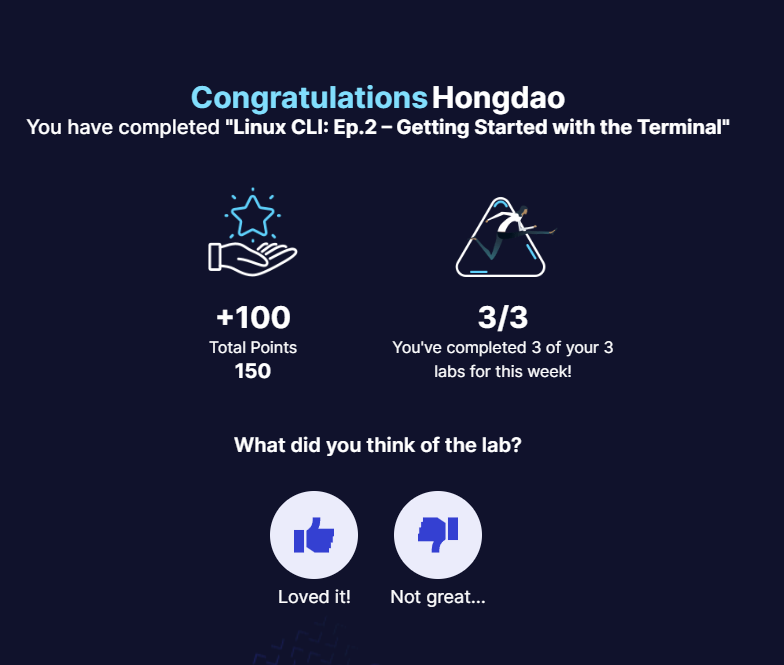 Congratulations Hongdao
You have completed "Linux CLI: Ep.2 – Getting Started with the Terminal"
+100
Total Points
150
3/3
You've completed 3 of your 3
labs for this week!
What did you think of the lab?
Loved it!
Not great...